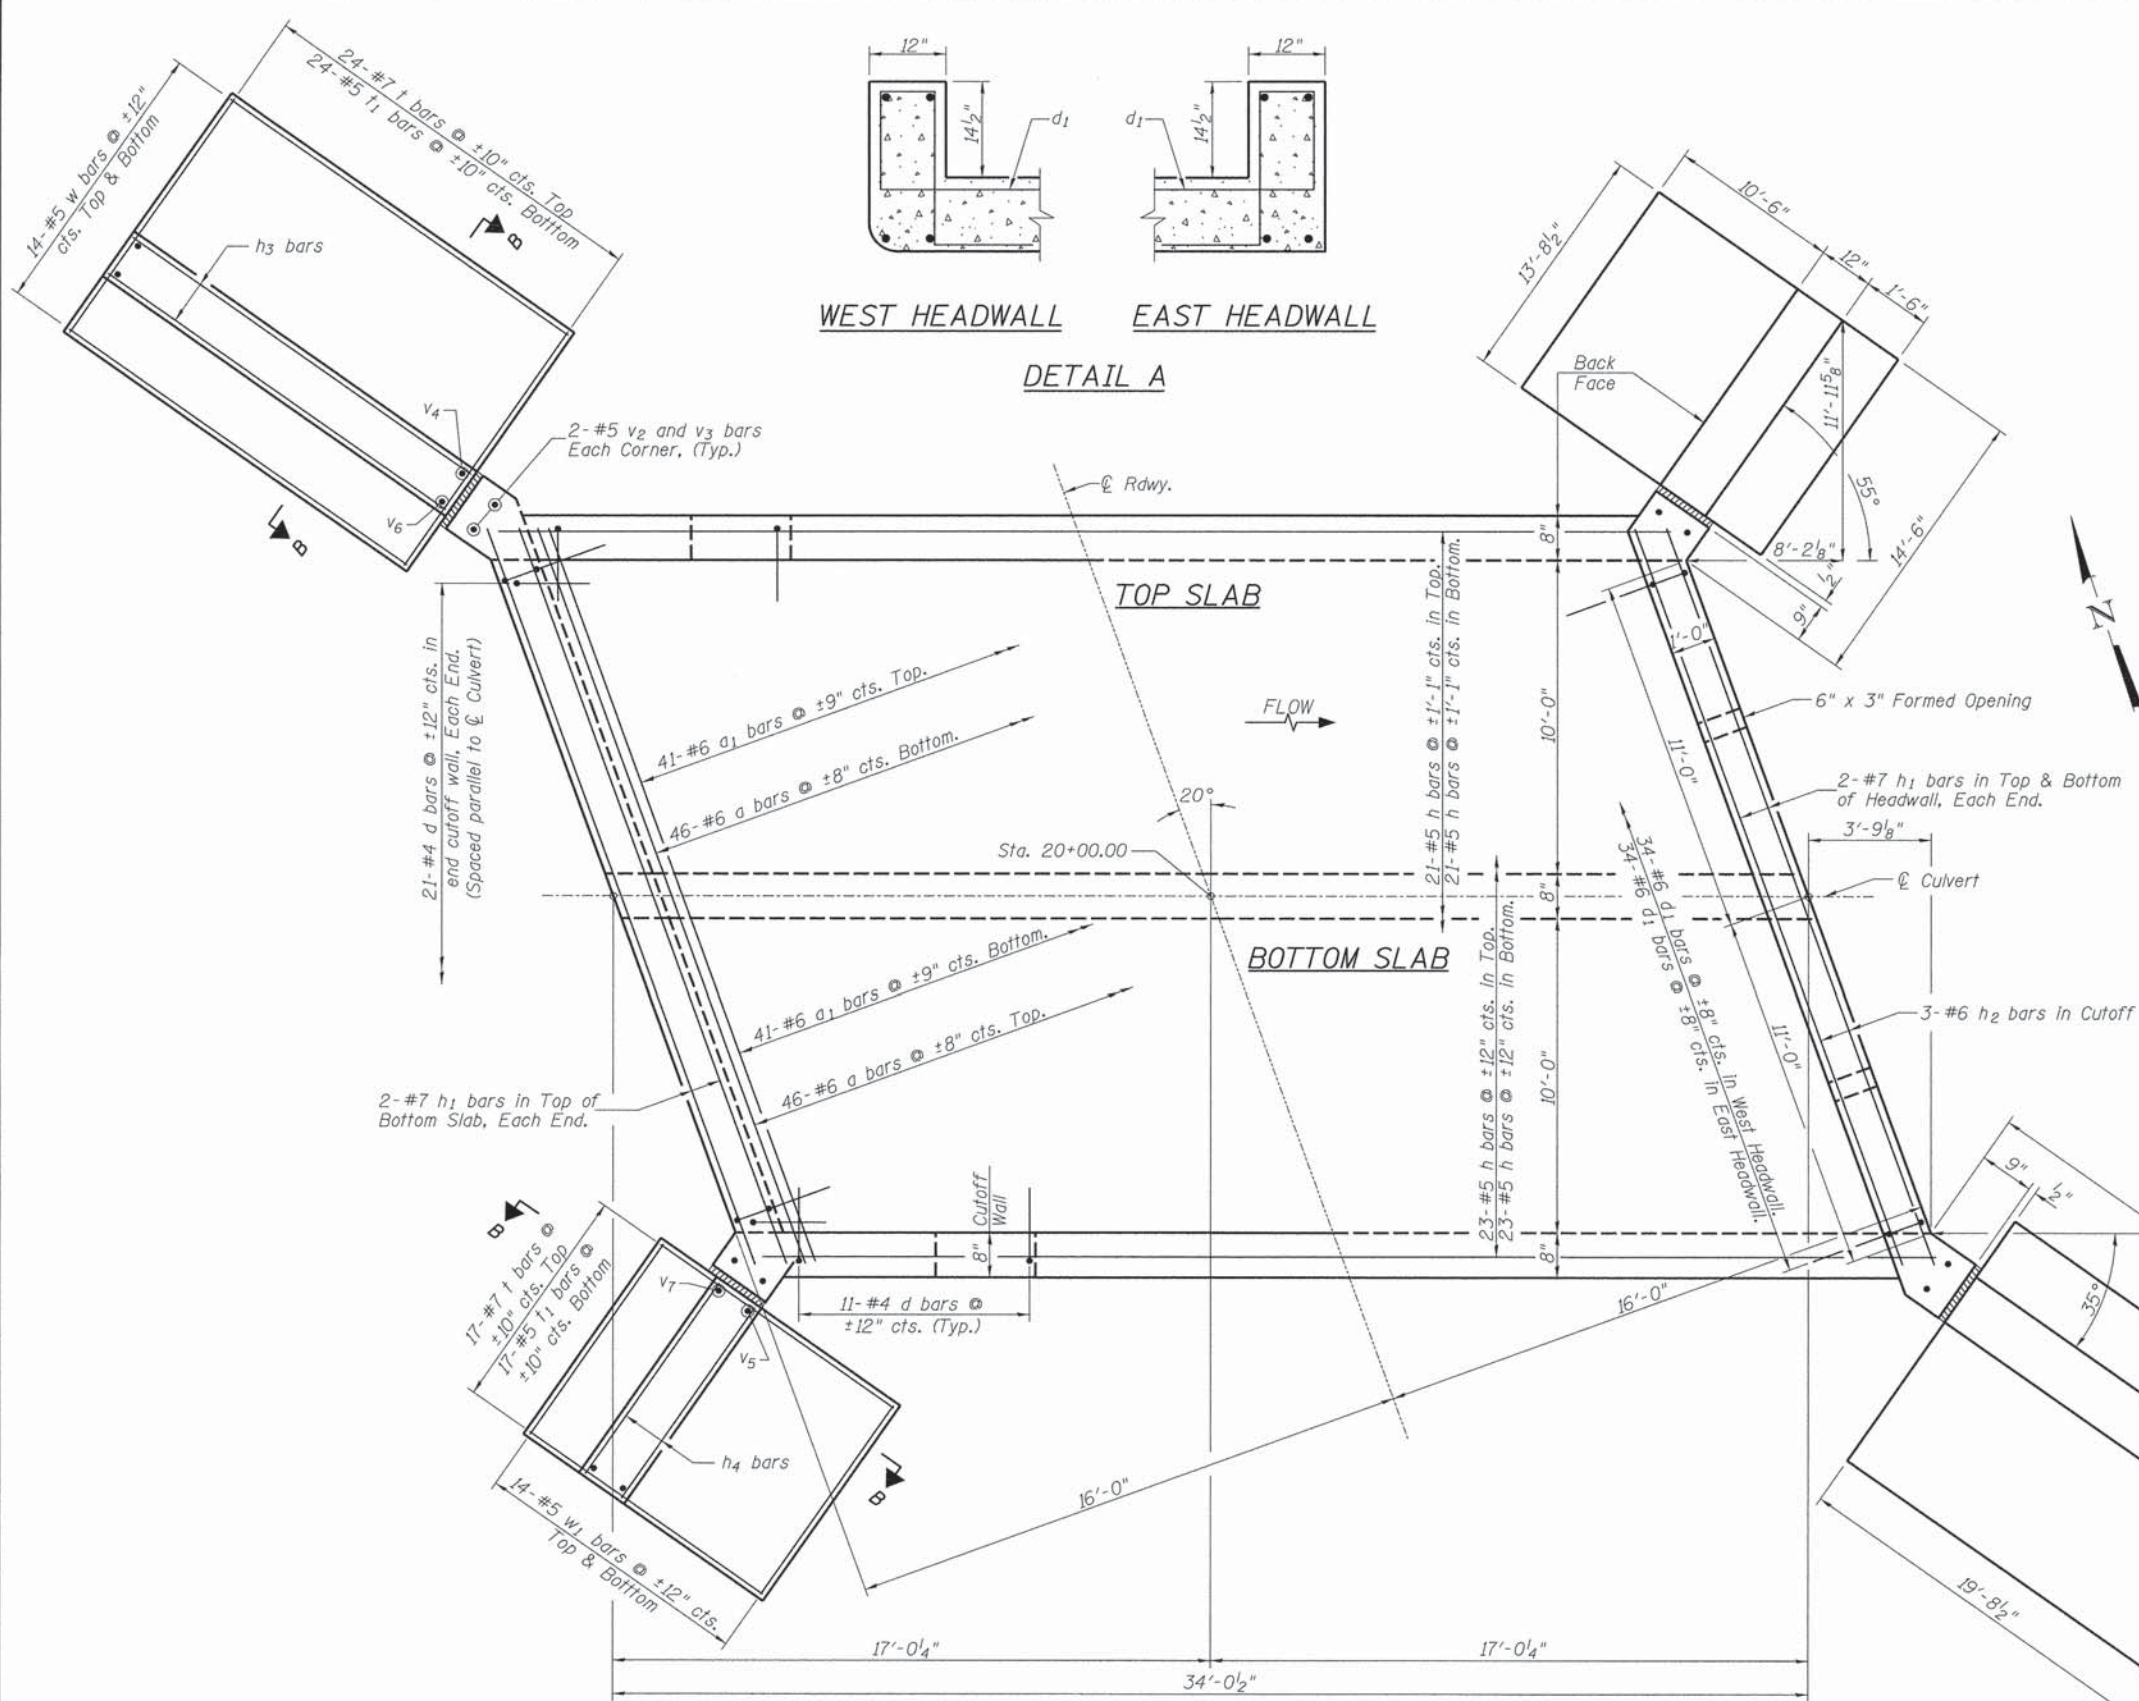 24-#7 t bars @ ±10" cts. Top
24-#5 t1 bars @ ±10" cts. Botttom
14-#5 w bars @ ±12"
cts. Top & Bottom
h3 bars
B
B
v4
v6
2-#5 v2 and v3 bars
Each Corner, (Typ.)
12"
12"
14½"
14½"
d1
d1
WEST HEADWALL
EAST HEADWALL
DETAIL A
10'-6"
12"
1'-6"
13'-8½"
Back
Face
11'-11⅝"
55°
14'-6"
8'-2⅛"
½"
9"
N
℄ Rdwy.
8"
TOP SLAB
21-#4 d bars @ ±12" cts. in
end cutoff wall, Each End.
(Spaced parallel to ℄ Culvert)
41-#6 a1 bars @ ±9" cts. Top.
46-#6 a bars @ ±8" cts. Bottom.
FLOW
20°
Sta. 20+00.00
21-#5 h bars @ ±1'-1" cts. in Top.
21-#5 h bars @ ±1'-1" cts. in Bottom.
10'-0"
1'-0"
11'-0"
6" x 3" Formed Opening
2-#7 h1 bars in Top & Bottom
of Headwall, Each End.
3'-9⅛"
℄ Culvert
8"
34-#6 d1 bars @ ±8" cts. in West Headwall.
34-#6 d1 bars @ ±8" cts. in East Headwall.
BOTTOM SLAB
41-#6 a1 bars @ ±9" cts. Bottom.
46-#6 a bars @ ±8" cts. Top.
23-#5 h bars @ ±12" cts. in Top.
23-#5 h bars @ ±12" cts. in Bottom.
10'-0"
11'-0"
3-#6 h2 bars in Cutoff
2-#7 h1 bars in Top of
Bottom Slab, Each End.
8"
Cutoff
Wall
8"
9"
½"
35°
B
17-#7 t bars @
±10" cts. Top
17-#5 t1 bars @
±10" cts. Bottom
v7
v5
11-#4 d bars @
±12" cts. (Typ.)
16'-0"
16'-0"
h4 bars
B
14-#5 w1 bars @ ±12" cts.
Top & Botttom
19'-8½"
17'-0¼"
17'-0¼"
34'-0½"